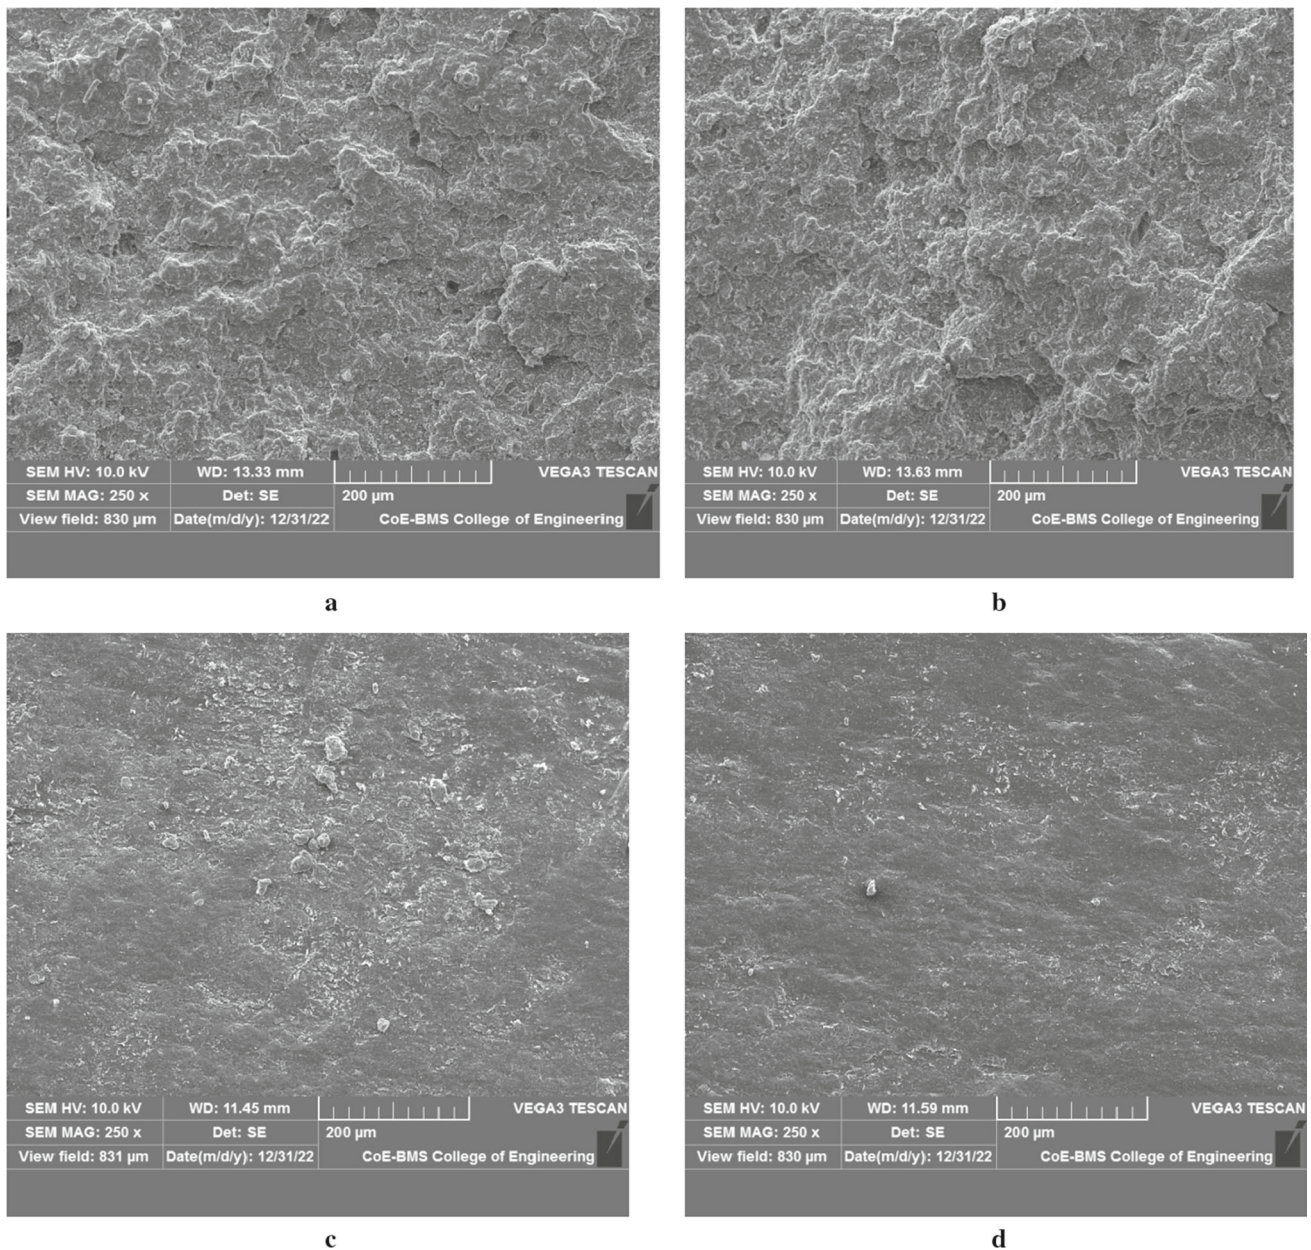 SEM HV: 10.0 kV WD: 13.33 mm VEGA3 TESCAN
SEM MAG: 250 x Det: SE 200 µm
View field: 830 µm Date(m/d/y): 12/31/22 CoE-BMS College of Engineering
a
SEM HV: 10.0 kV WD: 13.63 mm VEGA3 TESCAN
SEM MAG: 250 x Det: SE 200 µm
View field: 830 µm Date(m/d/y): 12/31/22 CoE-BMS College of Engineering
b
SEM HV: 10.0 kV WD: 11.45 mm VEGA3 TESCAN
SEM MAG: 250 x Det: SE 200 µm
View field: 831 µm Date(m/d/y): 12/31/22 CoE-BMS College of Engineering
c
SEM HV: 10.0 kV WD: 11.59 mm VEGA3 TESCAN
SEM MAG: 250 x Det: SE 200 µm
View field: 830 µm Date(m/d/y): 12/31/22 CoE-BMS College of Engineering
d